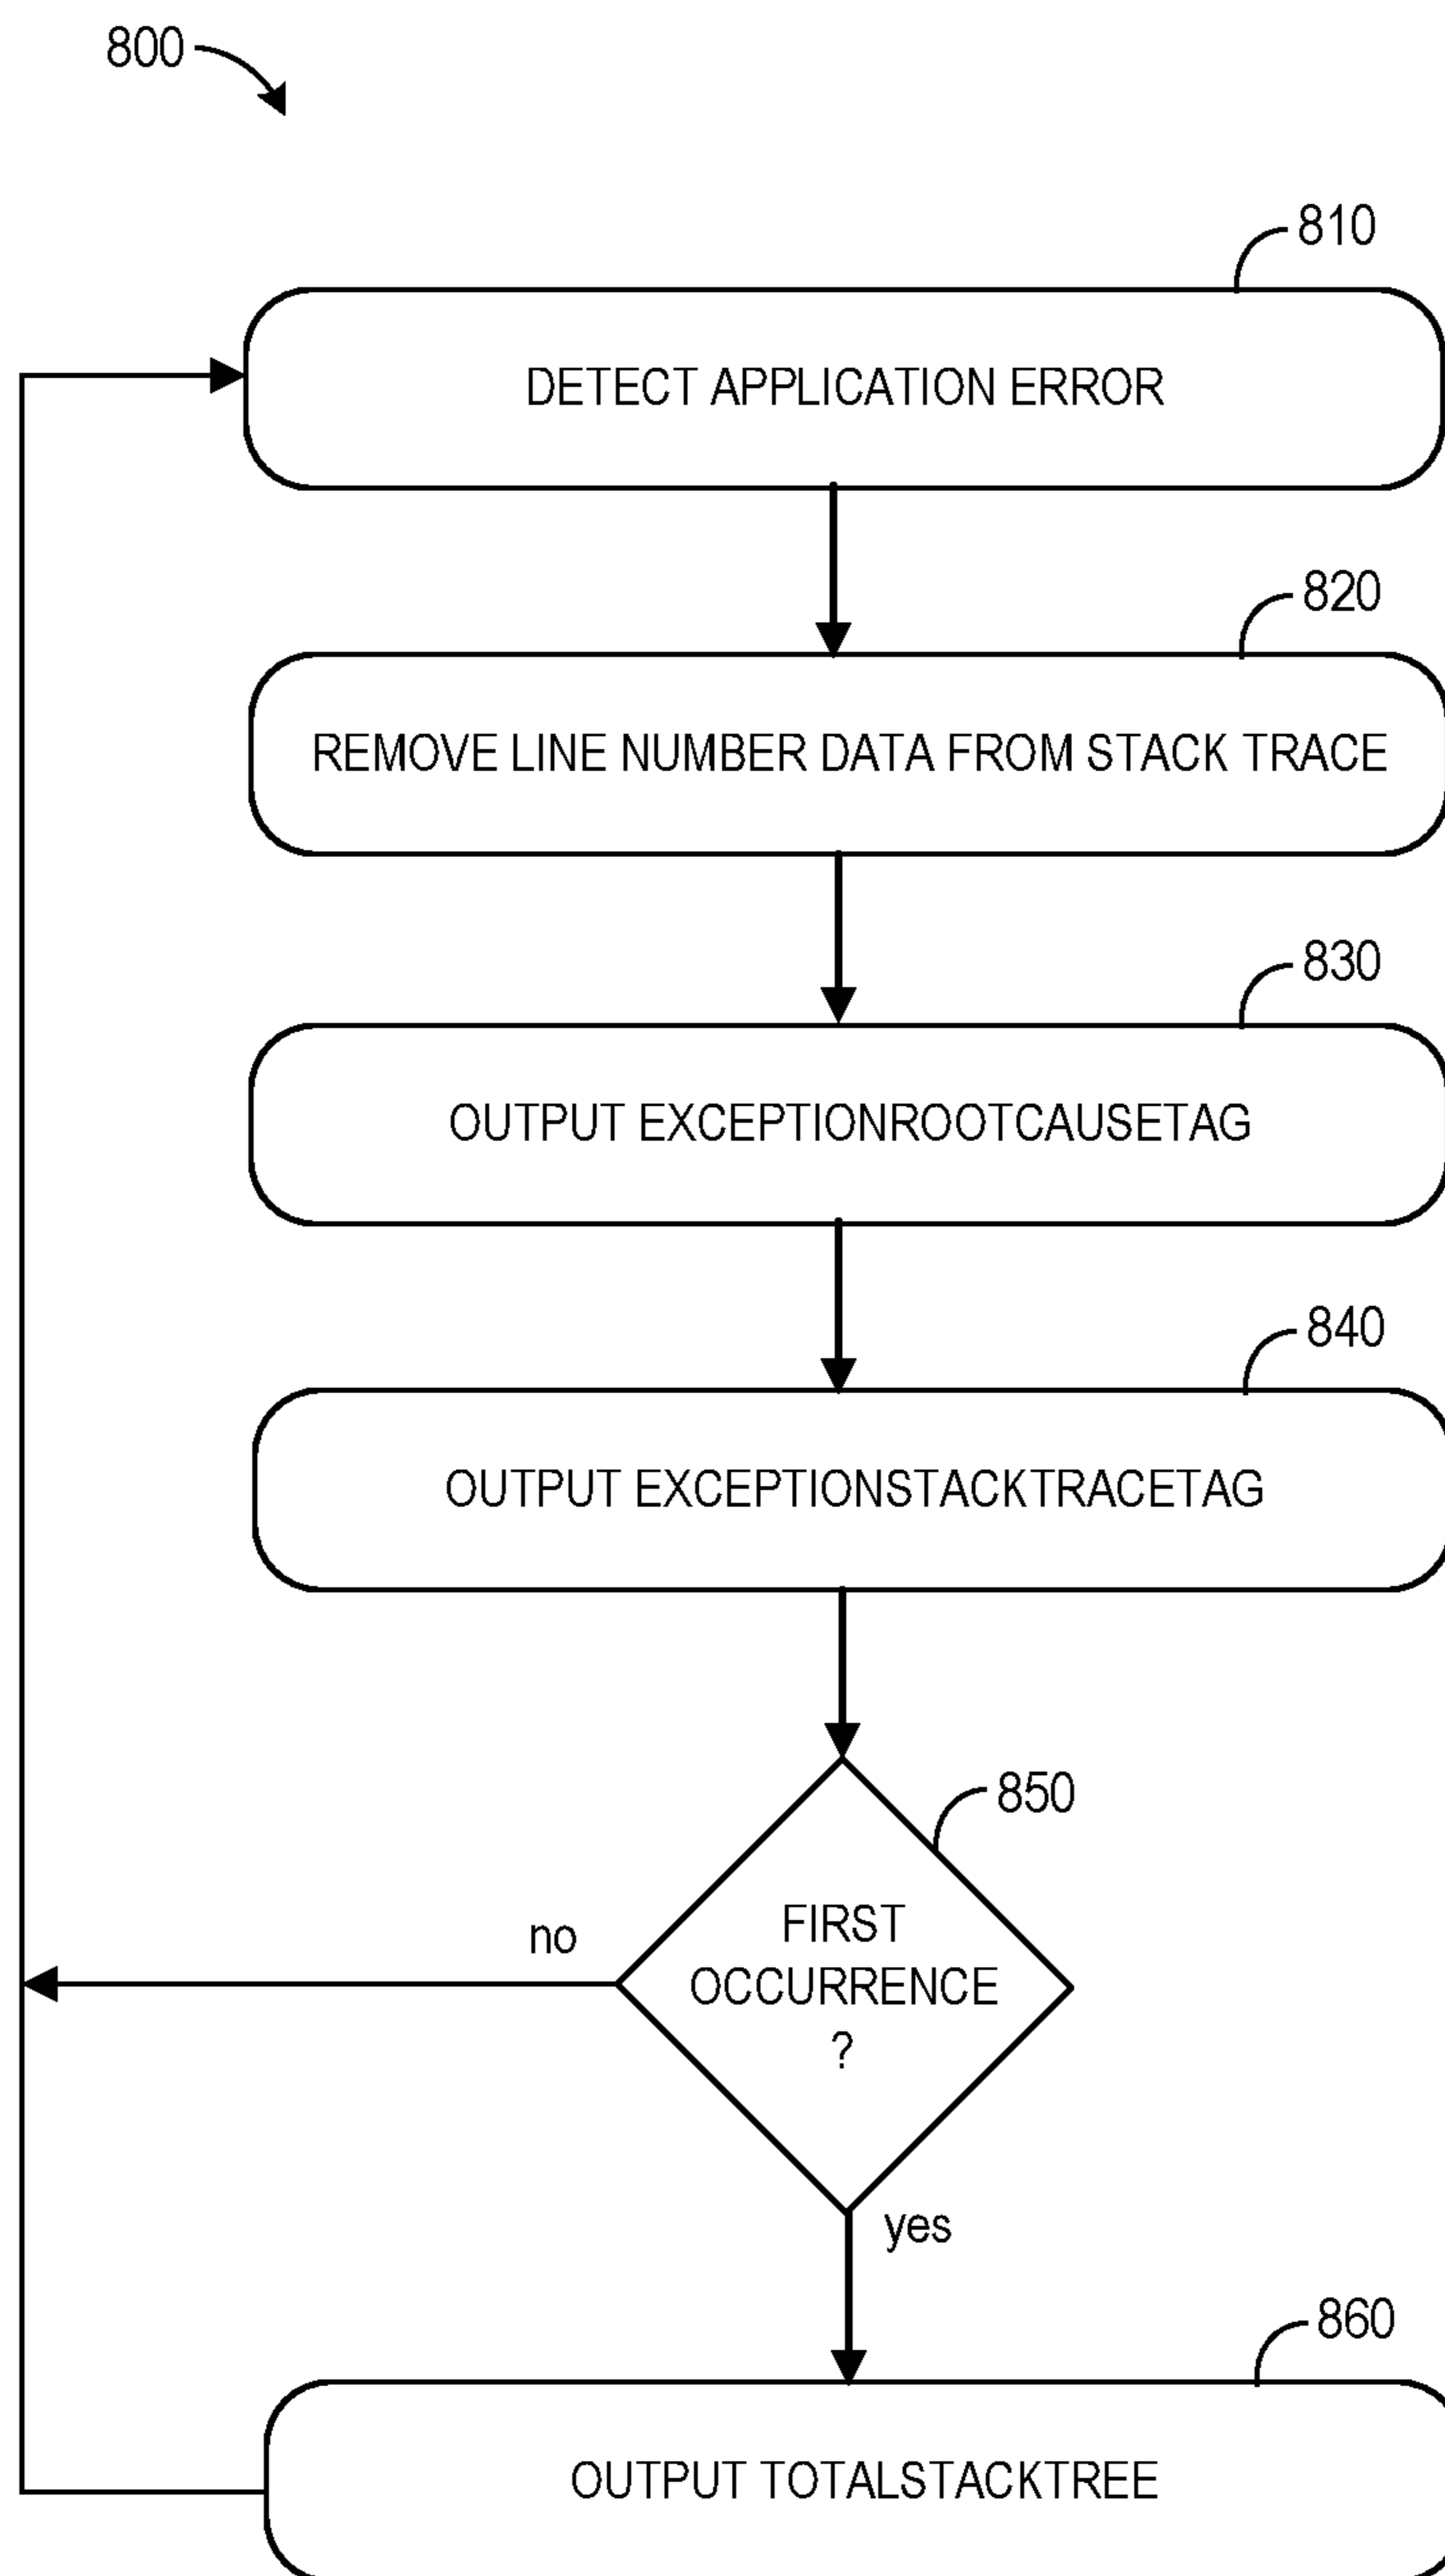 800
810
DETECT APPLICATION ERROR
820
REMOVE LINE NUMBER DATA FROM STACK TRACE
830
OUTPUT EXCEPTIONROOTCAUSETAG
840
OUTPUT EXCEPTIONSTACKTRACETAG
850
FIRST
OCCURRENCE
?
no
yes
860
OUTPUT TOTALSTACKTREE